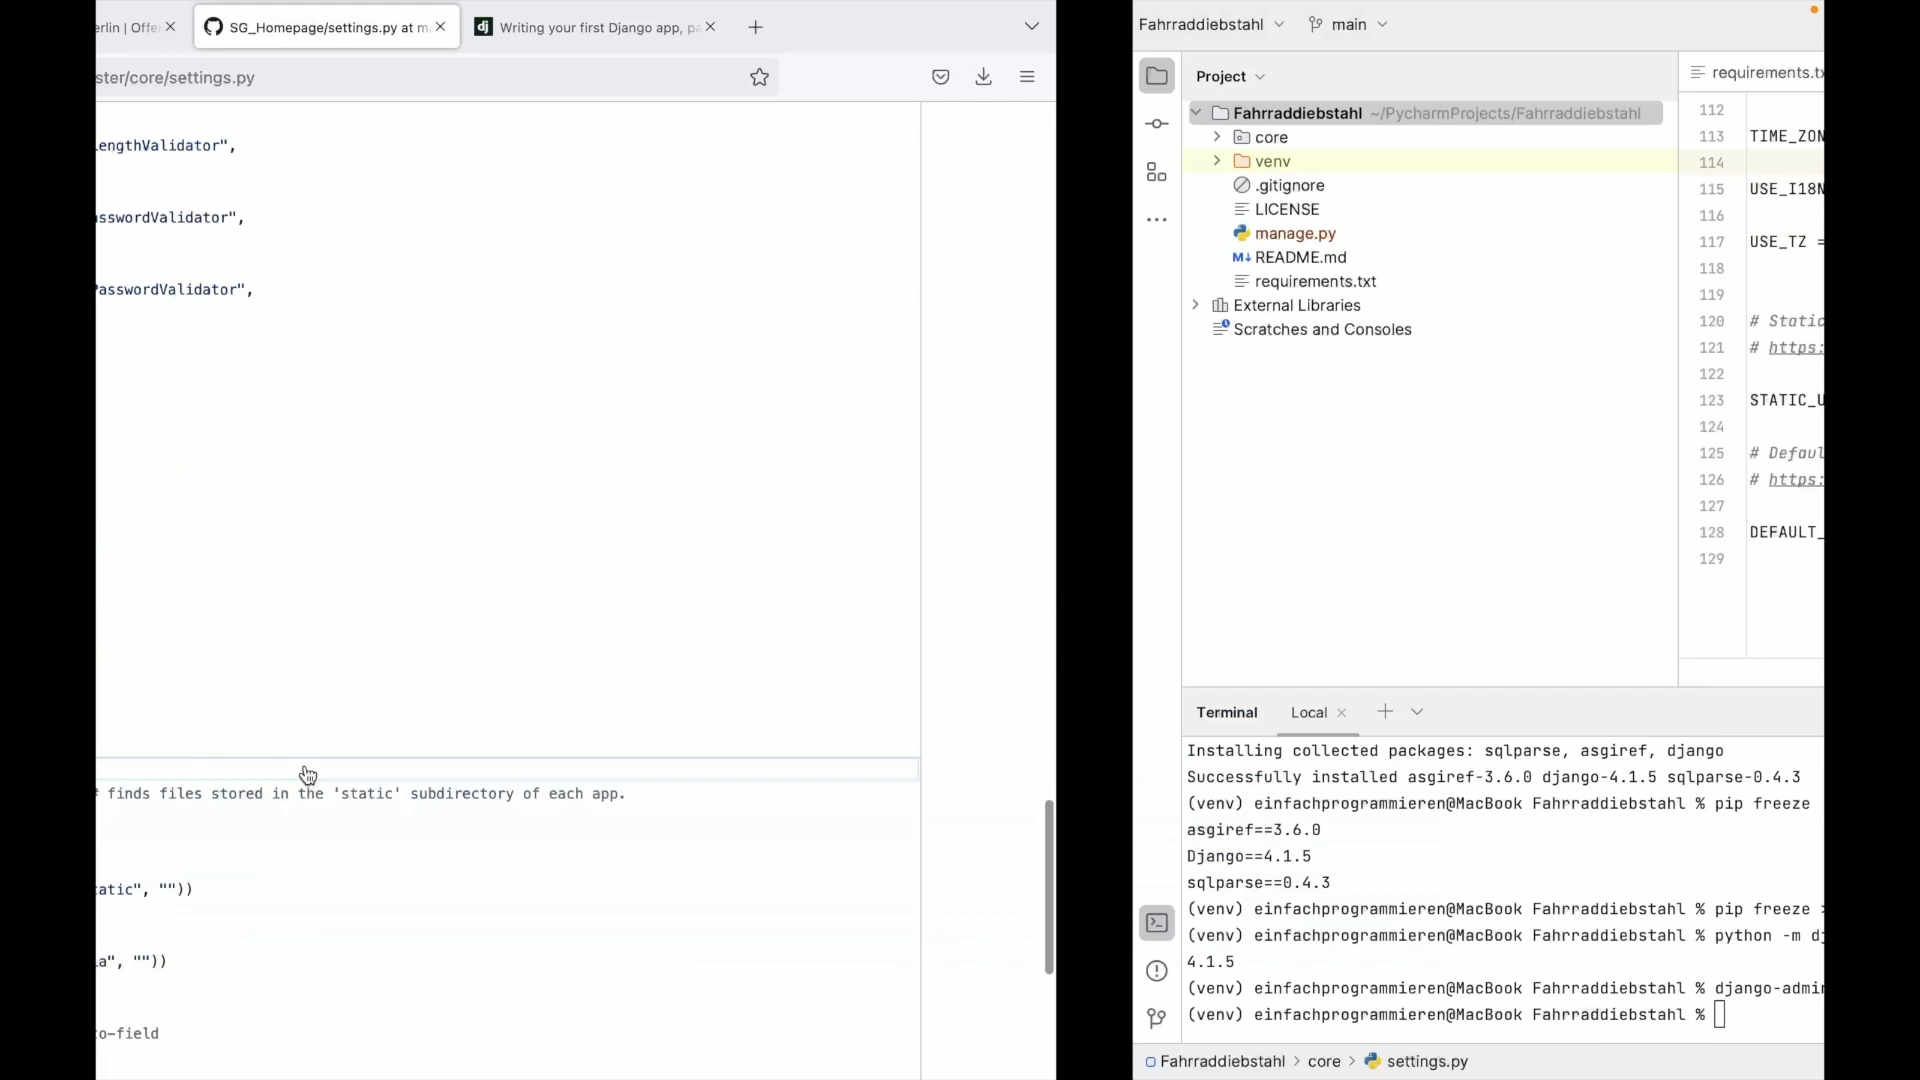 erlin | Offe
SG_Homepage/settings.py at m
Writing your first Django app, pa
ster/core/settings.py
engthValidator",
sswordValidator",
PasswordValidator",
# finds files stored in the 'static' subdirectory of each app.
tatic", ""))
ia", ""))
to-field
Fahrraddiebstahl
main
Project
Fahrraddiebstahl ~/PycharmProjects/Fahrraddiebstahl
core
venv
.gitignore
LICENSE
manage.py
README.md
requirements.txt
External Libraries
Scratches and Consoles
requirements.tx
112
113 TIME_ZON
114
115 USE_I18N
116
117 USE_TZ =
118
119
120 # Static
121 # https:
122
123 STATIC_U
124
125 # Defaul
126 # https:
127
128 DEFAULT_
129
Terminal Local
Installing collected packages: sqlparse, asgiref, django
Successfully installed asgiref-3.6.0 django-4.1.5 sqlparse-0.4.3
(venv) einfachprogrammieren@MacBook Fahrraddiebstahl % pip freeze
asgiref==3.6.0
Django==4.1.5
sqlparse==0.4.3
(venv) einfachprogrammieren@MacBook Fahrraddiebstahl % pip freeze >
(venv) einfachprogrammieren@MacBook Fahrraddiebstahl % python -m dj
4.1.5
(venv) einfachprogrammieren@MacBook Fahrraddiebstahl % django-admin
(venv) einfachprogrammieren@MacBook Fahrraddiebstahl %
Fahrraddiebstahl > core > settings.py